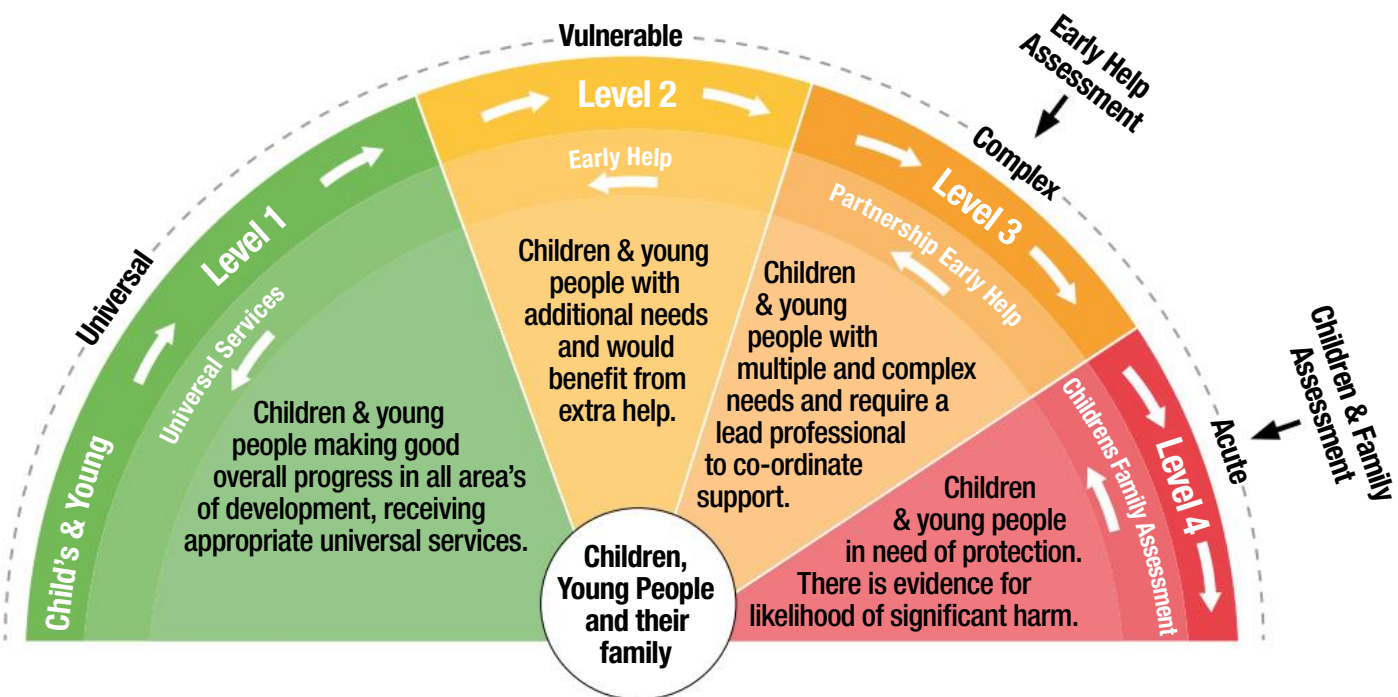 Universal
Child's & Young
Level 1
Universal Services
Children & young
people making good
overall progress in all area's
of development, receiving
appropriate universal services.
Vulnerable
Level 2
Early Help
Children & young
people with
additional needs
and would
benefit from
extra help.
Early Help
Assessment
Complex
Level 3
Partnership Early Help
Children
& young
people with
multiple and complex
needs and require a
lead professional
to co-ordinate
support.
Children & Family
Assessment
Acute
Level 4
Childrens Family Assessment
Children
& young people
in need of protection.
There is evidence for
likelihood of significant harm.
Children,
Young People
and their
family